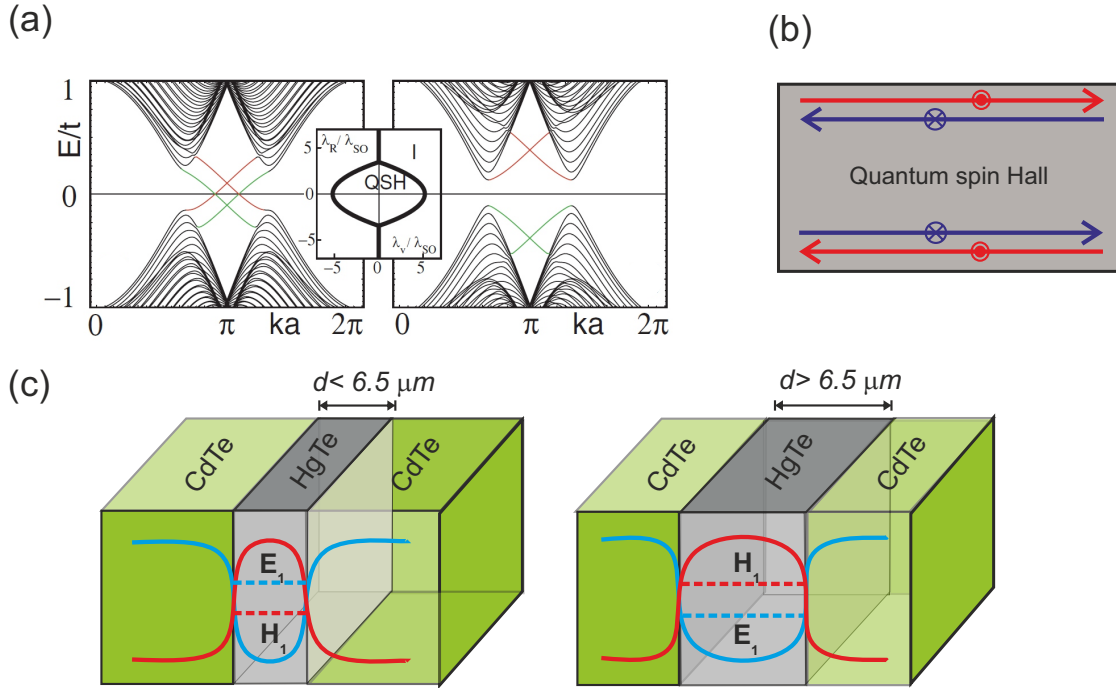 (a)
E/t
1
0
−1
0
π
ka
2π
λR/ λSO
I
QSH
λv/ λSO
5
0
−5
−5
0
5
0
π
ka
2π
(b)
Quantum spin Hall
(c)
d< 6.5 μm
CdTe
HgTe
CdTe
E1
H1
d> 6.5 μm
CdTe
HgTe
CdTe
H1
E1